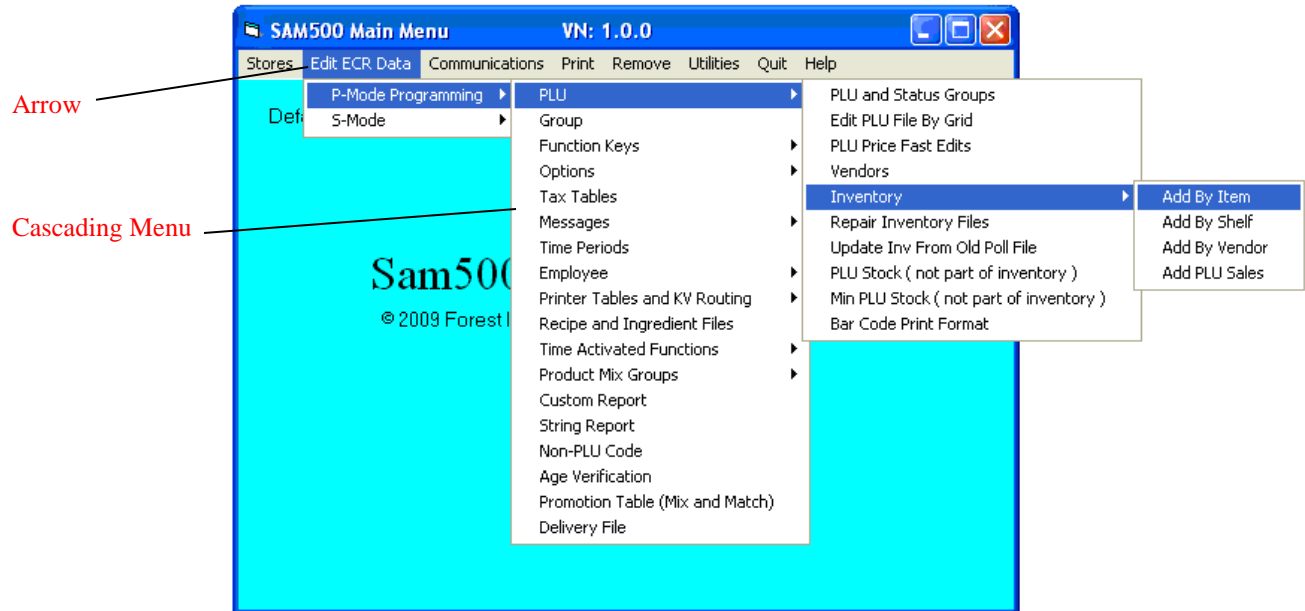 SAM500 Main Menu VN: 1.0.0
Stores Edit ECR Data Communications Print Remove Utilities Quit Help
Arrow
P-Mode Programming
S-Mode
Defa
PLU
Group
Function Keys
Options
Tax Tables
Messages
Time Periods
Employee
Printer Tables and KV Routing
Recipe and Ingredient Files
Time Activated Functions
Product Mix Groups
Custom Report
String Report
Non-PLU Code
Age Verification
Promotion Table (Mix and Match)
Delivery File
PLU and Status Groups
Edit PLU File By Grid
PLU Price Fast Edits
Vendors
Inventory
Repair Inventory Files
Update Inv From Old Poll File
PLU Stock ( not part of inventory )
Min PLU Stock ( not part of inventory )
Bar Code Print Format
Add By Item
Add By Shelf
Add By Vendor
Add PLU Sales
Cascading Menu
Sam500
© 2009 Forest I